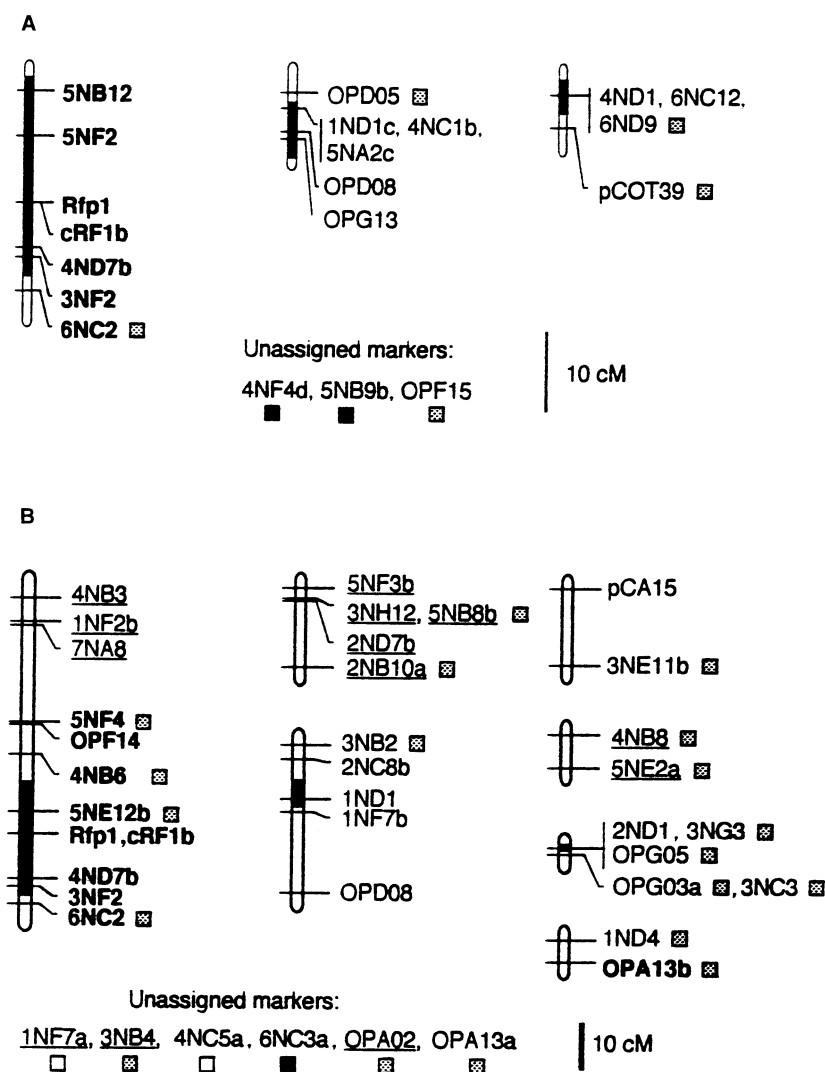 A
5NB12
5NF2
Rfp1
cRF1b
4ND7b
3NF2
6NC2
OPD05
1ND1c, 4NC1b,
5NA2c
OPD08
OPG13
4ND1, 6NC12,
6ND9
pCOT39
Unassigned markers:
4NF4d, 5NB9b, OPF15
10 cM
B
4NB3
1NF2b
7NA8
5NF4
OPF14
4NB6
5NE12b
Rfp1,cRF1b
4ND7b
3NF2
6NC2
5NF3b
3NH12, 5NB8b
2ND7b
2NB10a
3NB2
2NC8b
1ND1
1NF7b
OPD08
pCA15
3NE11b
4NB8
5NE2a
2ND1, 3NG3
OPG05
OPG03a ,3NC3
1ND4
OPA13b
Unassigned markers:
1NF7a, 3NB4, 4NC5a, 6NC3a, OPA02, OPA13a
10 cM